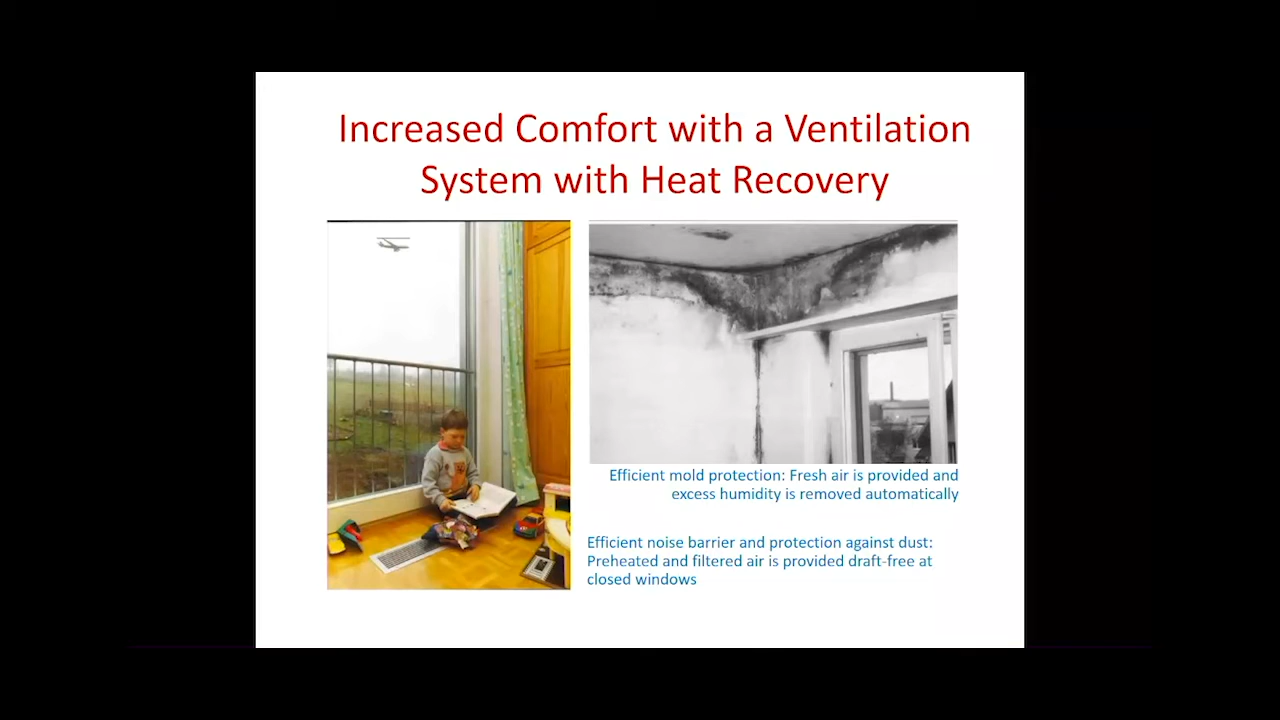 Increased Comfort with a Ventilation
System with Heat Recovery
Efficient mold protection: Fresh air is provided and
excess humidity is removed automatically
Efficient noise barrier and protection against dust:
Preheated and filtered air is provided draft-free at
closed windows